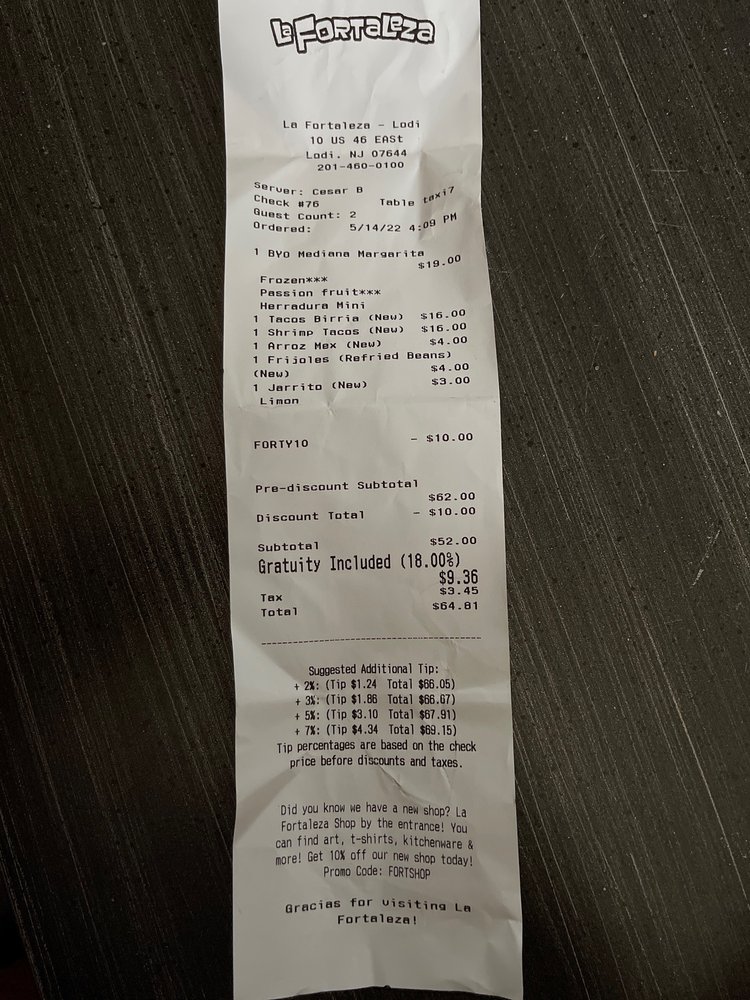 La FORTaLeZa
La Fortaleza - Lodi
10 US 46 EASt
Lodi. NJ 07644
201-460-0100
Server: Cesar B
Check #76 Table taxi7
Guest Count: 2
Ordered: 5/14/22 4:09 PM
1 BYO Mediana Margarita
$19.00
Frozen***
Passion fruit***
Herradura Mini
1 Tacos Birria (New) $16.00
1 Shrimp Tacos (New) $16.00
1 Arroz Mex (New) $4.00
1 Frijoles (Refried Beans)
(New) $4.00
1 Jarrito (New) $3.00
Limon
FORTY10 - $10.00
Pre-discount Subtotal
$62.00
Discount Total - $10.00
Subtotal $52.00
Gratuity Included (18.00%)
$9.36
Tax $3.45
Total $64.81
Suggested Additional Tip:
+ 2%: (Tip $1.24 Total $66.05)
+ 3%: (Tip $1.86 Total $66.67)
+ 5%: (Tip $3.10 Total $67.91)
+ 7%: (Tip $4.34 Total $69.15)
Tip percentages are based on the check
price before discounts and taxes.
Did you know we have a new shop? La
Fortaleza Shop by the entrance! You
can find art, t-shirts, kitchenware &
more! Get 10% off our new shop today!
Promo Code: FORTSHOP
Gracias for visiting La
Fortaleza!